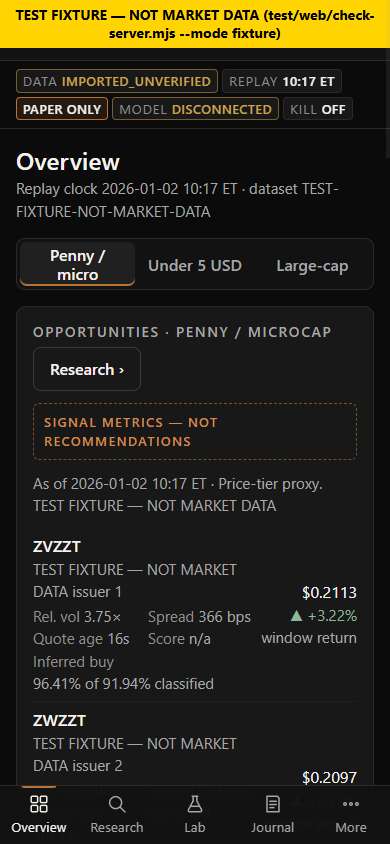 TEST FIXTURE — NOT MARKET DATA (test/web/check-
server.mjs --mode fixture)
DATA IMPORTED_UNVERIFIED REPLAY 10:17 ET
PAPER ONLY MODEL DISCONNECTED KILL OFF
Overview
Replay clock 2026-01-02 10:17 ET · dataset TEST-
FIXTURE-NOT-MARKET-DATA
Penny /
micro
Under 5 USD
Large-cap
OPPORTUNITIES · PENNY / MICROCAP
Research ›
SIGNAL METRICS — NOT
RECOMMENDATIONS
As of 2026-01-02 10:17 ET · Price-tier proxy.
TEST FIXTURE — NOT MARKET DATA
ZVZZT
TEST FIXTURE — NOT MARKET
DATA issuer 1
$0.2113
Rel. vol 3.75× Spread 366 bps
▲ +3.22%
Quote age 16s Score n/a
window return
Inferred buy
96.41% of 91.94% classified
ZWZZT
TEST FIXTURE — NOT MARKET
DATA issuer 2
$0.2097
Overview Research Lab Journal More